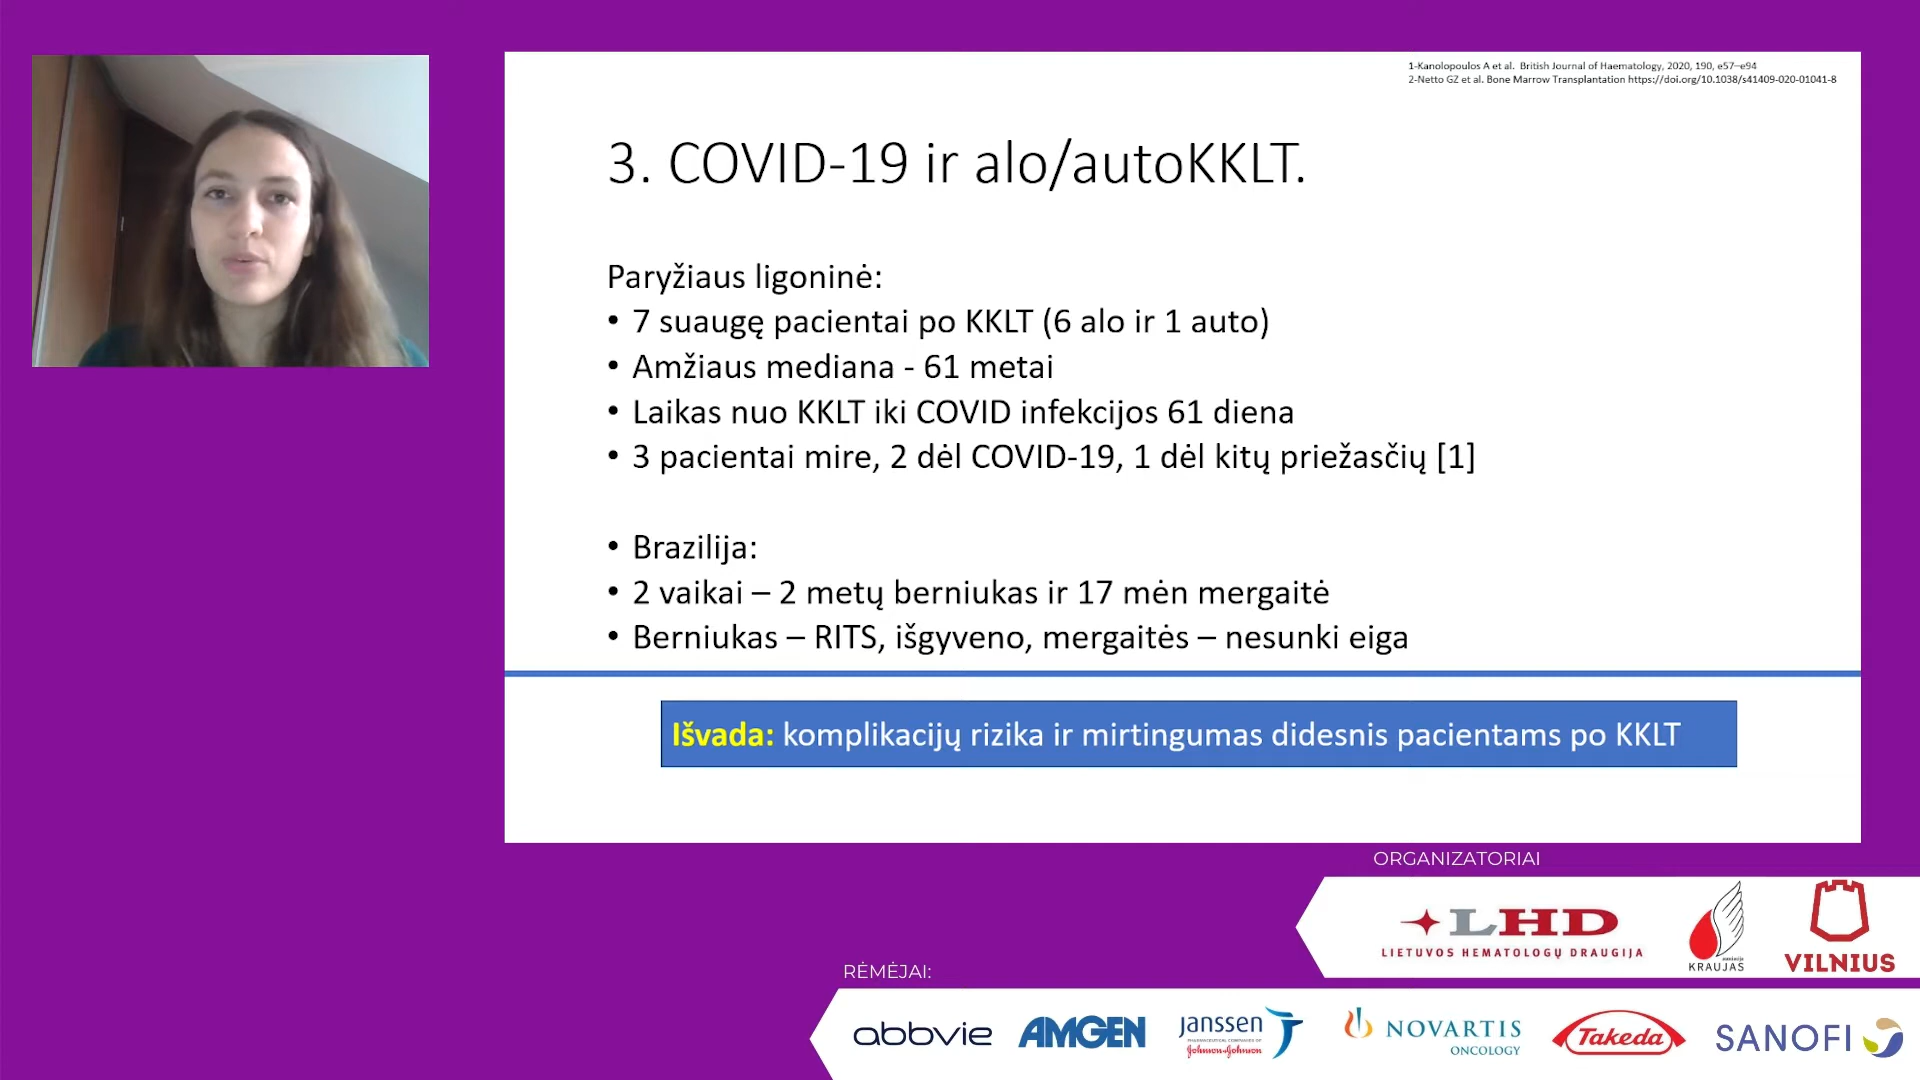 1-Kanolopoulos A et al. British Journal of Haematology, 2020, 190, e57–e94
2-Netto GZ et al. Bone Marrow Transplantation https://doi.org/10.1038/s41409-020-01041-8
3. COVID-19 ir alo/autoKKLT.
Paryžiaus ligoninė:
• 7 suaugę pacientai po KKLT (6 alo ir 1 auto)
• Amžiaus mediana - 61 metai
• Laikas nuo KKLT iki COVID infekcijos 61 diena
• 3 pacientai mire, 2 dėl COVID-19, 1 dėl kitų priežasčių [1]
• Brazilija:
• 2 vaikai – 2 metų berniukas ir 17 mėn mergaitė
• Berniukas – RITS, išgyveno, mergaitės – nesunki eiga
Išvada: komplikacijų rizika ir mirtingumas didesnis pacientams po KKLT
ORGANIZATORIAI
LHD
LIETUVOS HEMATOLOGŲ DRAUGIJA
KRAUJAS
VILNIUS
RĖMĖJAI:
abbvie
AMGEN
janssen
PHARMACEUTICAL COMPANIES OF
Johnson & Johnson
NOVARTIS
ONCOLOGY
Takeda
SANOFI